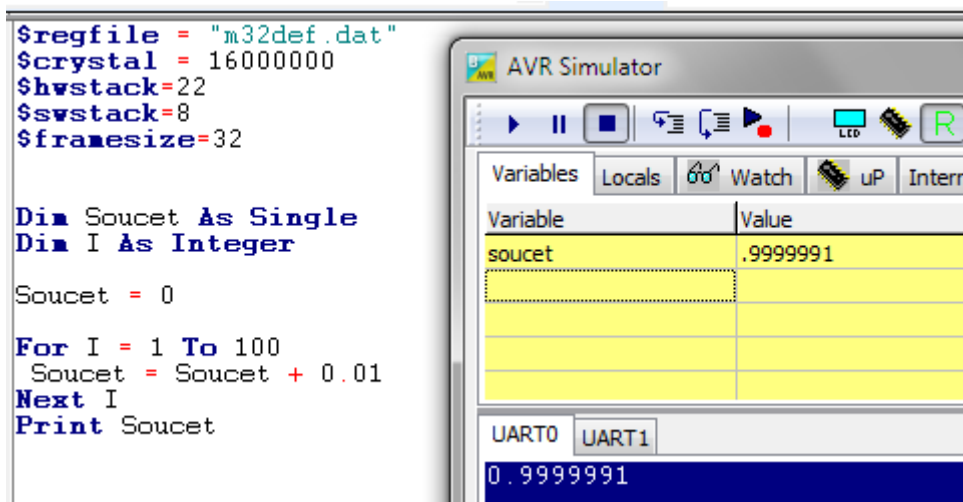 $regfile = "m32def.dat"
$crystal = 16000000
$hwstack=22
$swstack=8
$framesize=32
Dim Soucet As Single
Dim I As Integer
Soucet = 0
For I = 1 To 100
Soucet = Soucet + 0.01
Next I
Print Soucet
AVR AVR Simulator
LCD R
Variables Locals Watch uP Interr
Variable Value
soucet .9999991
UART0 UART1
0.9999991